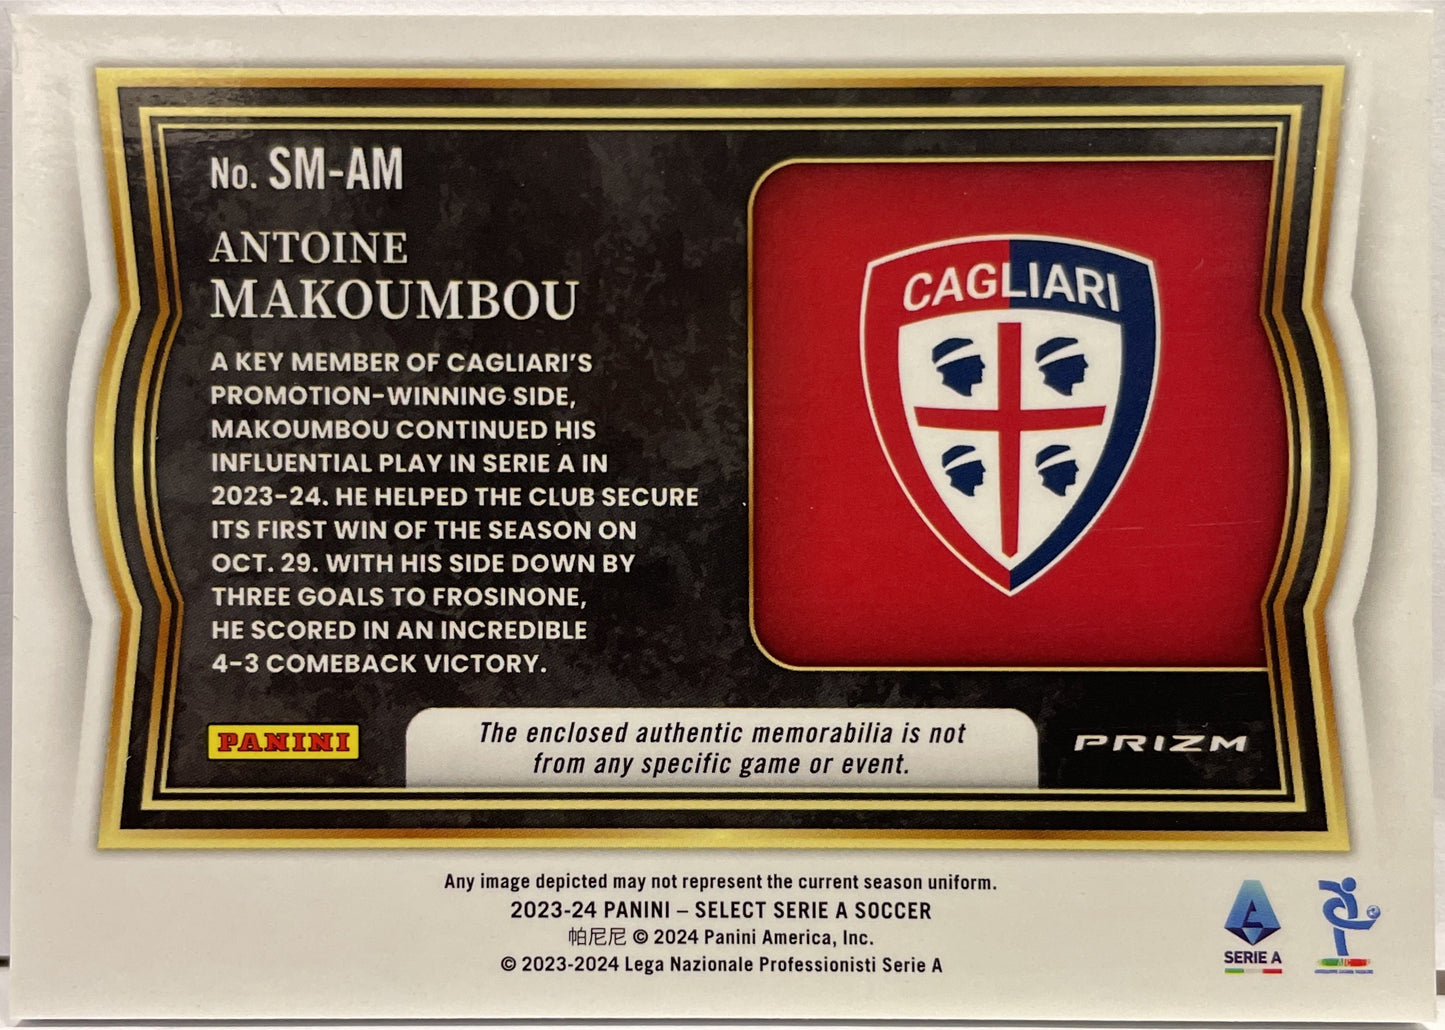 No. SM-AM
ANTOINE
MAKOUMBOU
A KEY MEMBER OF CAGLIARI'S
PROMOTION-WINNING SIDE,
MAKOUMBOU CONTINUED HIS
INFLUENTIAL PLAY IN SERIE A IN
2023-24. HE HELPED THE CLUB SECURE
ITS FIRST WIN OF THE SEASON ON
OCT. 29. WITH HIS SIDE DOWN BY
THREE GOALS TO FROSINONE,
HE SCORED IN AN INCREDIBLE
4-3 COMEBACK VICTORY.
CAGLIARI
PANINI
The enclosed authentic memorabilia is not
from any specific game or event.
PRIZM
Any image depicted may not represent the current season uniform.
2023-24 PANINI – SELECT SERIE A SOCCER
帕尼尼 © 2024 Panini America, Inc.
© 2023-2024 Lega Nazionale Professionisti Serie A
SERIE A
AIC